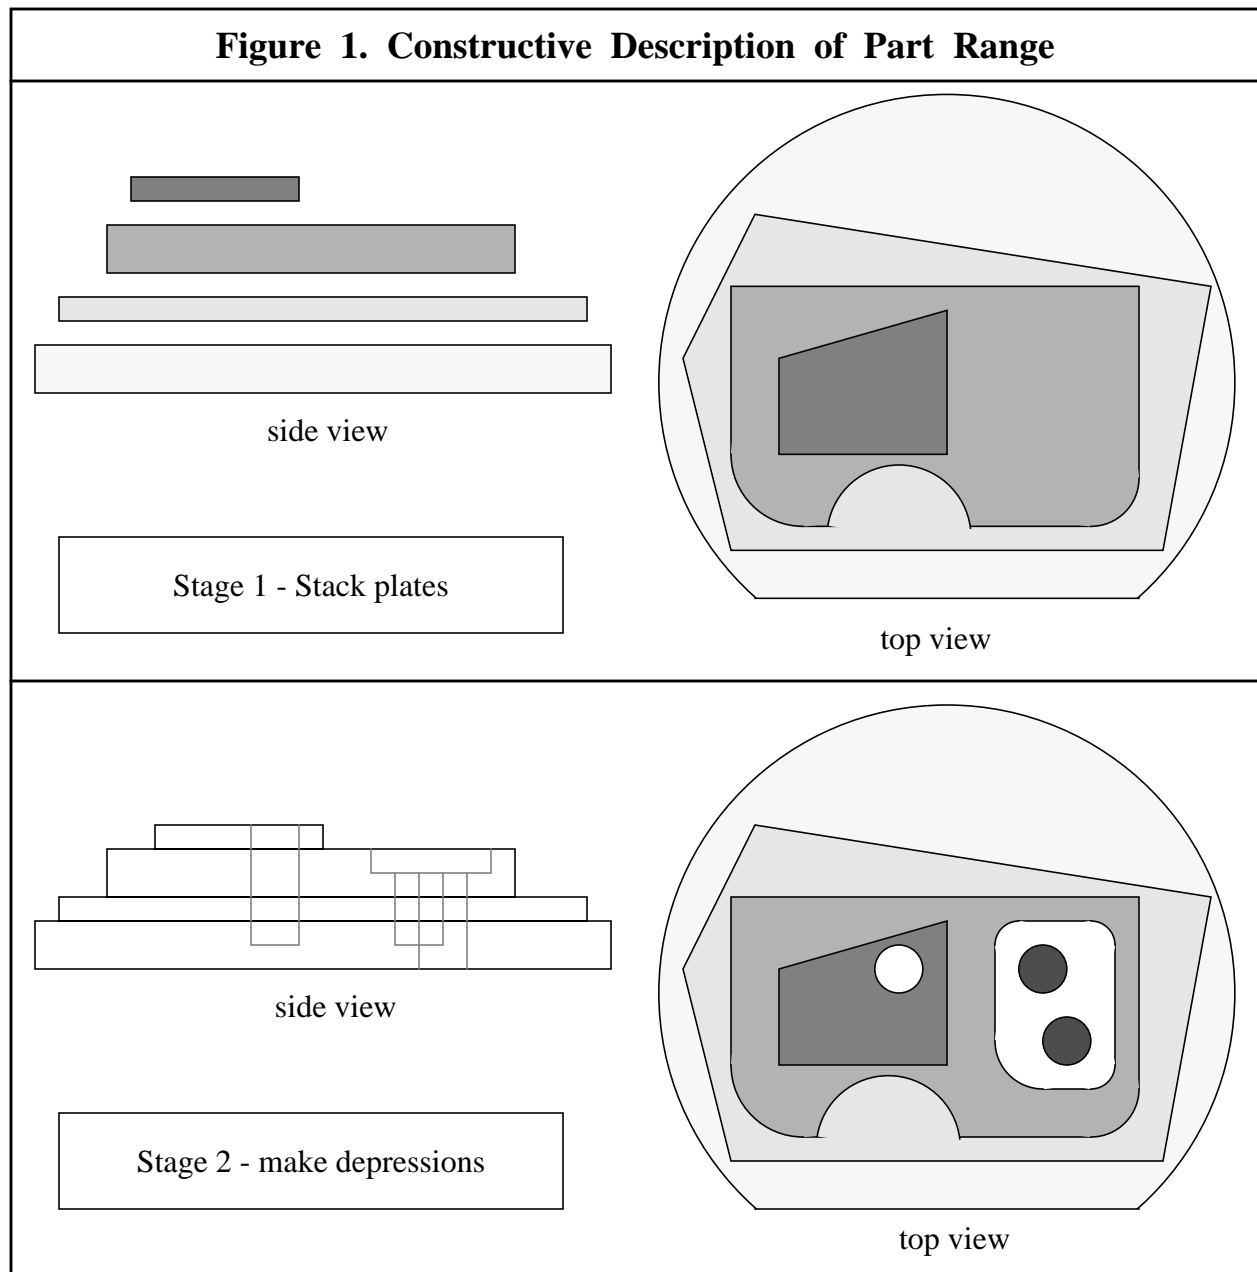 Figure 1. Constructive Description of Part Range
side view
Stage 1 - Stack plates
top view
side view
Stage 2 - make depressions
top view